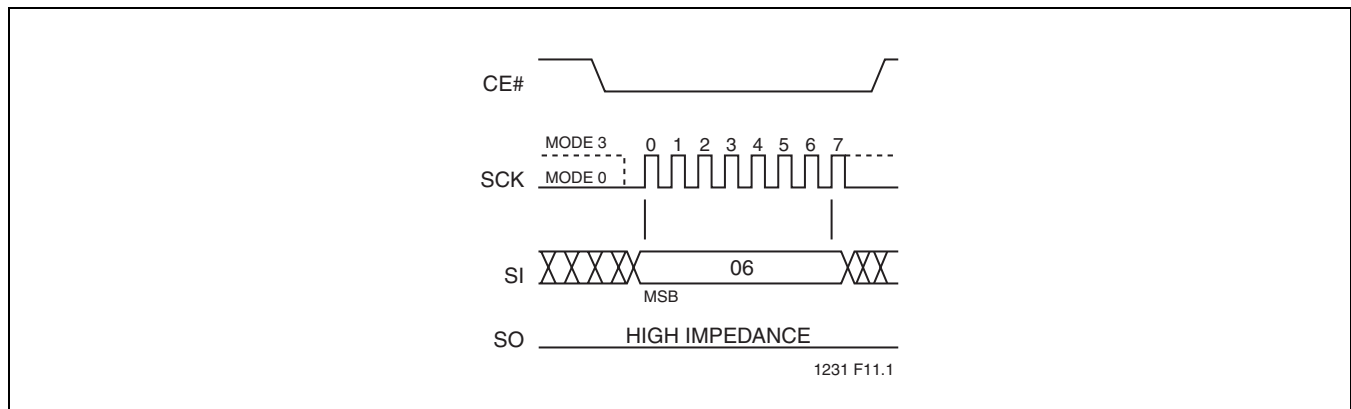 CE#
MODE 3
0 1 2 3 4 5 6 7
SCK
MODE 0
SI
06
MSB
SO
HIGH IMPEDANCE
1231 F11.1